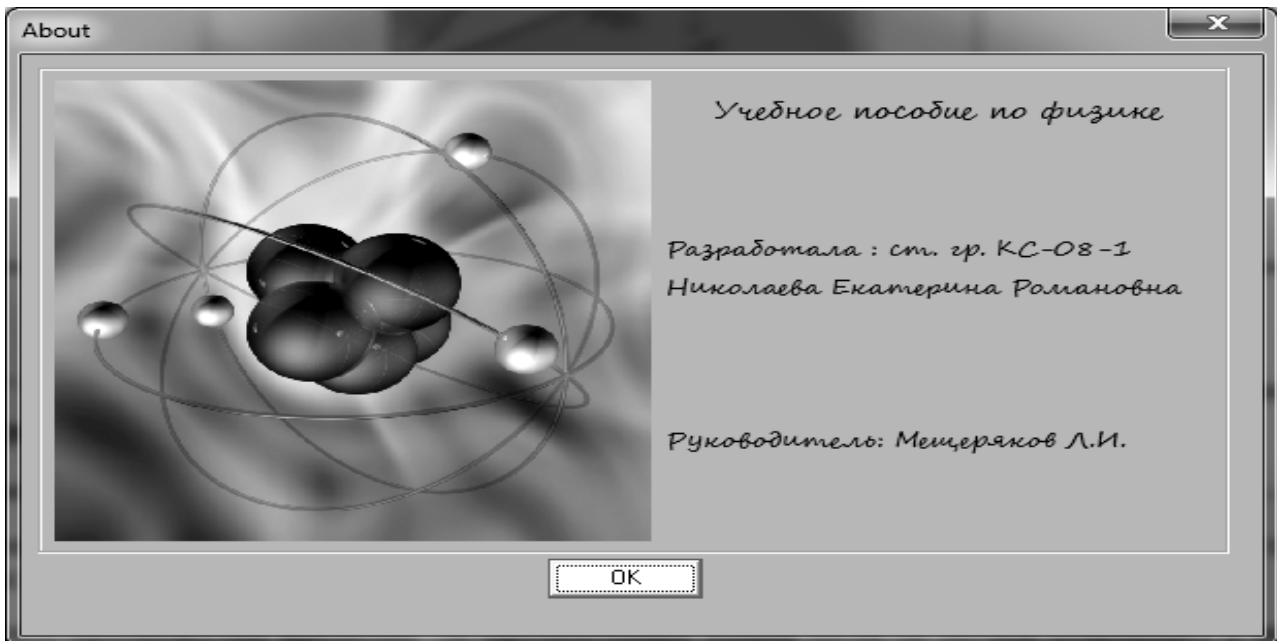 About
Учебное пособие по физике
Разработала : ст. гр. КС-08-1
Николаева Екатерина Романовна
Руководитель: Мещеряков Л.И.
OK